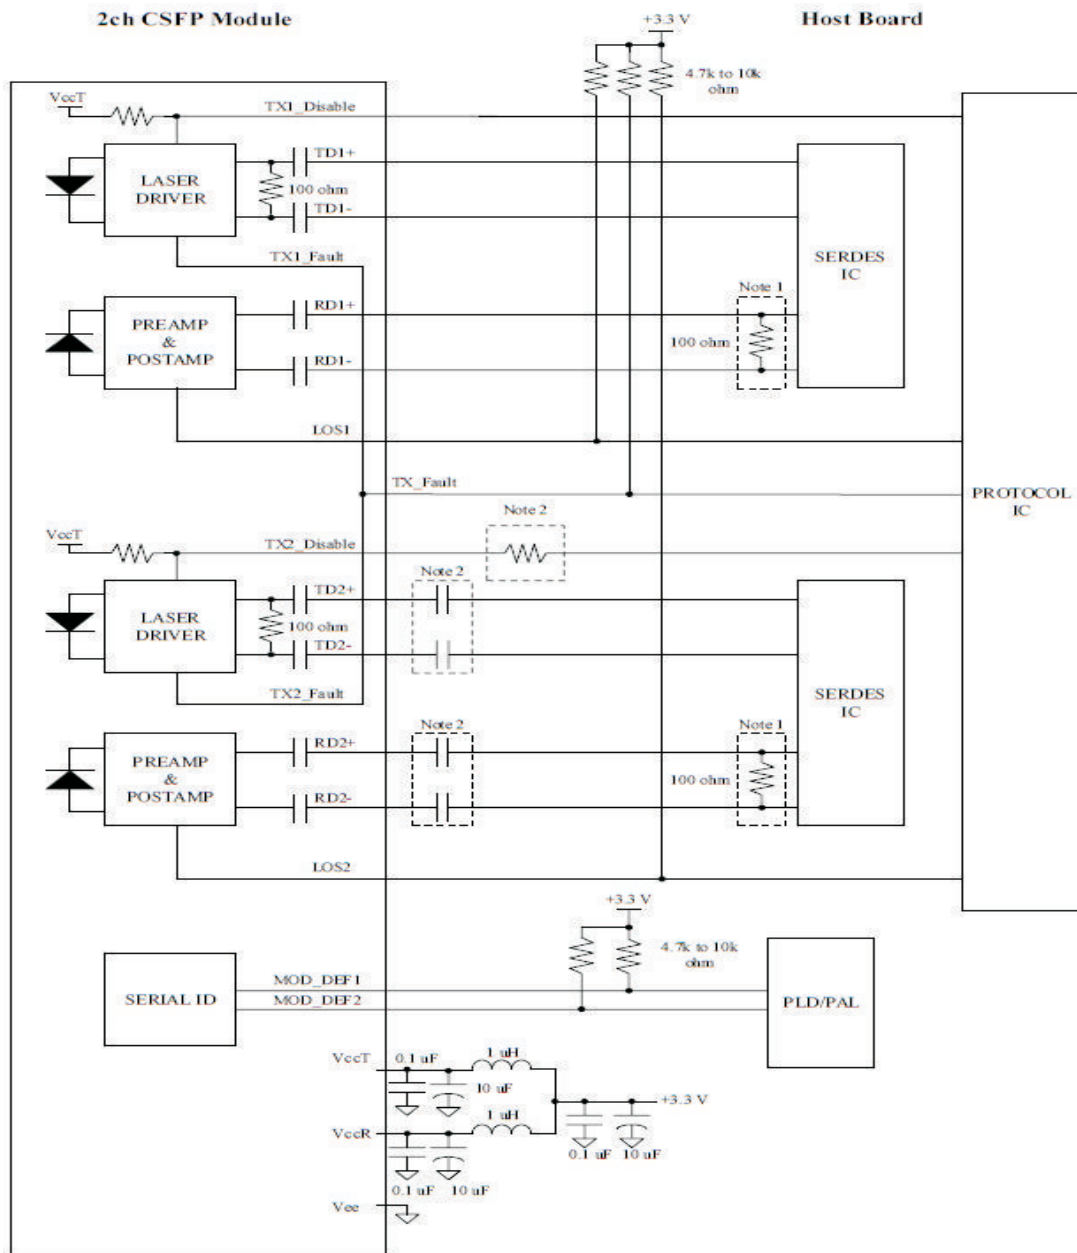 2ch CSFP Module
Host Board
+3.3 V
4.7k to 10k
ohm
VccT
TX1_Disable
LASER
DRIVER
TD1+
100 ohm
TD1-
TX1_Fault
SERDES
IC
PREAMP
&
POSTAMP
RD1+
RD1-
Note 1
100 ohm
LOS1
TX_Fault
PROTOCOL
IC
Note 2
VccT
TX2_Disable
LASER
DRIVER
TD2+
100 ohm
TD2-
Note 2
TX2_Fault
SERDES
IC
PREAMP
&
POSTAMP
RD2+
RD2-
Note 2
Note 1
100 ohm
LOS2
+3.3 V
4.7k to 10k
ohm
SERIAL ID
MOD_DEF1
MOD_DEF2
PLD/PAL
VccT
0.1 uF
1 uH
10 uF
+3.3 V
1 uH
VccR
0.1 uF
10 uF
0.1 uF
10 uF
Vee